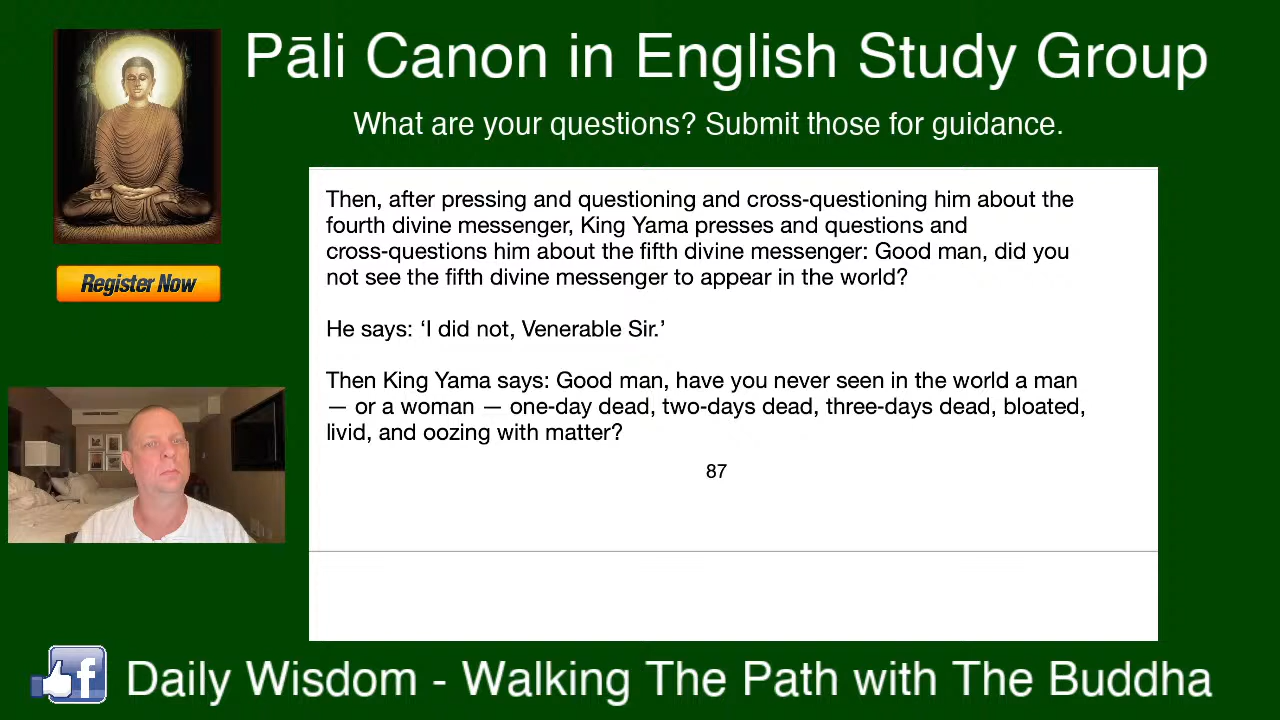 Pāli Canon in English Study Group
What are your questions? Submit those for guidance.
Register Now
Then, after pressing and questioning and cross-questioning him about the
fourth divine messenger, King Yama presses and questions and
cross-questions him about the fifth divine messenger: Good man, did you
not see the fifth divine messenger to appear in the world?
He says: ‘I did not, Venerable Sir.’
Then King Yama says: Good man, have you never seen in the world a man
— or a woman — one-day dead, two-days dead, three-days dead, bloated,
livid, and oozing with matter?
87
f
Daily Wisdom - Walking The Path with The Buddha